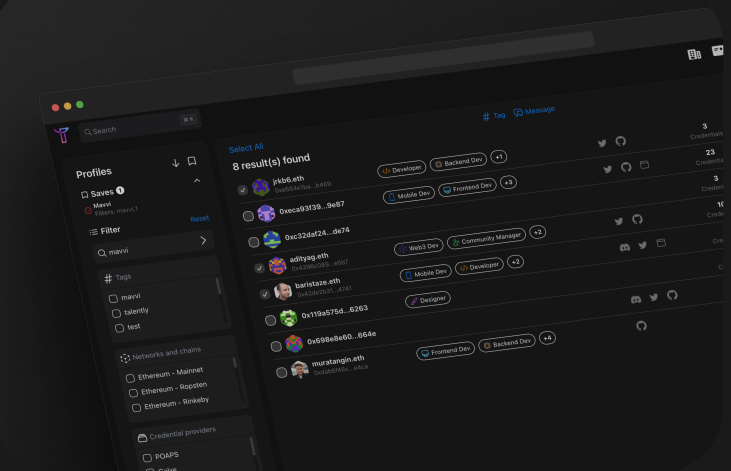 Search
⌘ K
Profiles
Saves 1
Mavvi
Filters: mavvi,1
Filter
Reset
mavvi
Tags
mavvi
talently
test
Networks and chains
Ethereum - Mainnet
Ethereum - Ropsten
Ethereum - Rinkeby
Credential providers
POAPS
Select All
8 result(s) found
Tag Message
jrkb6.eth
Developer Backend Dev +1
3
Credentials
0xeca93f39...9e87
Mobile Dev Frontend Dev +3
23
0xc32daf24...de74
3
adityag.eth
Web3 Dev Community Manager +2
baristaze.eth
Mobile Dev Developer +2
0x119a575d...6263
Designer
0x698e8e60...664e
muratangin.eth
Frontend Dev Backend Dev +4